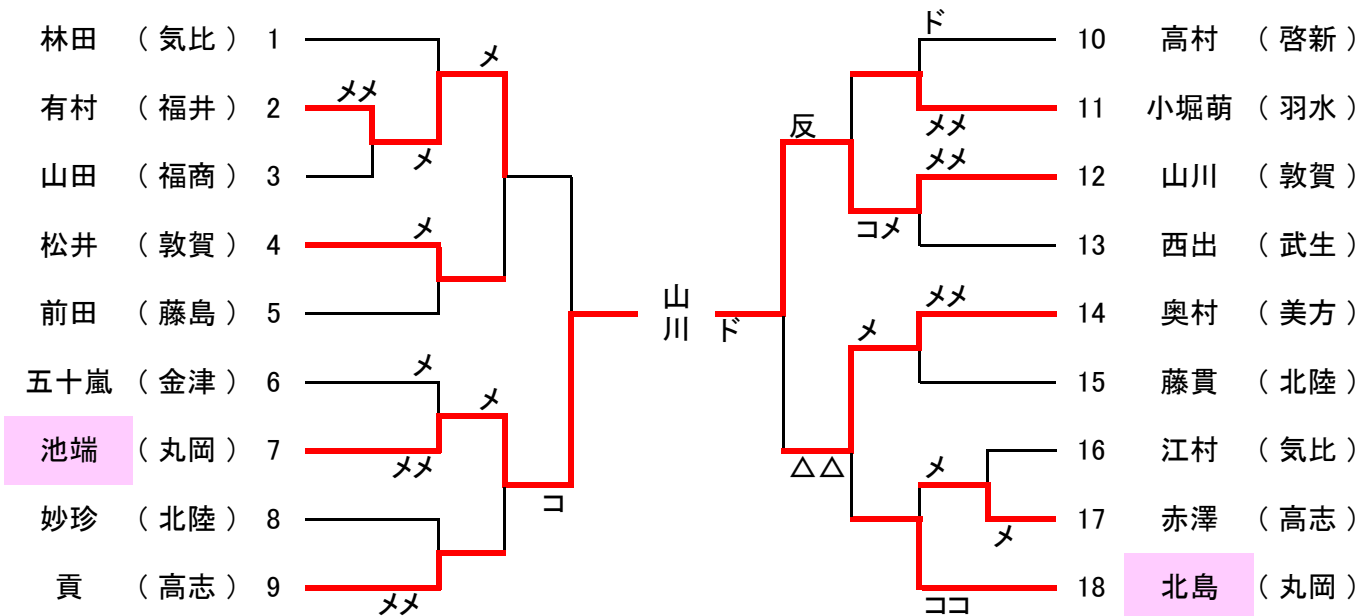 林田 （ 気比 ） 1
メ
メメ
有村 （ 福井 ） 2
メ
山田 （ 福商 ） 3
メ
松井 （ 敦賀 ） 4
前田 （ 藤島 ） 5
メ
五十嵐 （ 金津 ） 6
メ
池端 （ 丸岡 ） 7
メメ
コ
妙珍 （ 北陸 ） 8
貢 （ 高志 ） 9
メメ
山川
ド
ド
10 高村 （ 啓新 ）
11 小堀萌 （ 羽水 ）
メメ
反
メメ
12 山川 （ 敦賀 ）
コメ
13 西出 （ 武生 ）
メメ
14 奥村 （ 美方 ）
メ
15 藤貫 （ 北陸 ）
16 江村 （ 気比 ）
△△
メ
17 赤澤 （ 高志 ）
メ
18 北島 （ 丸岡 ）
ココ